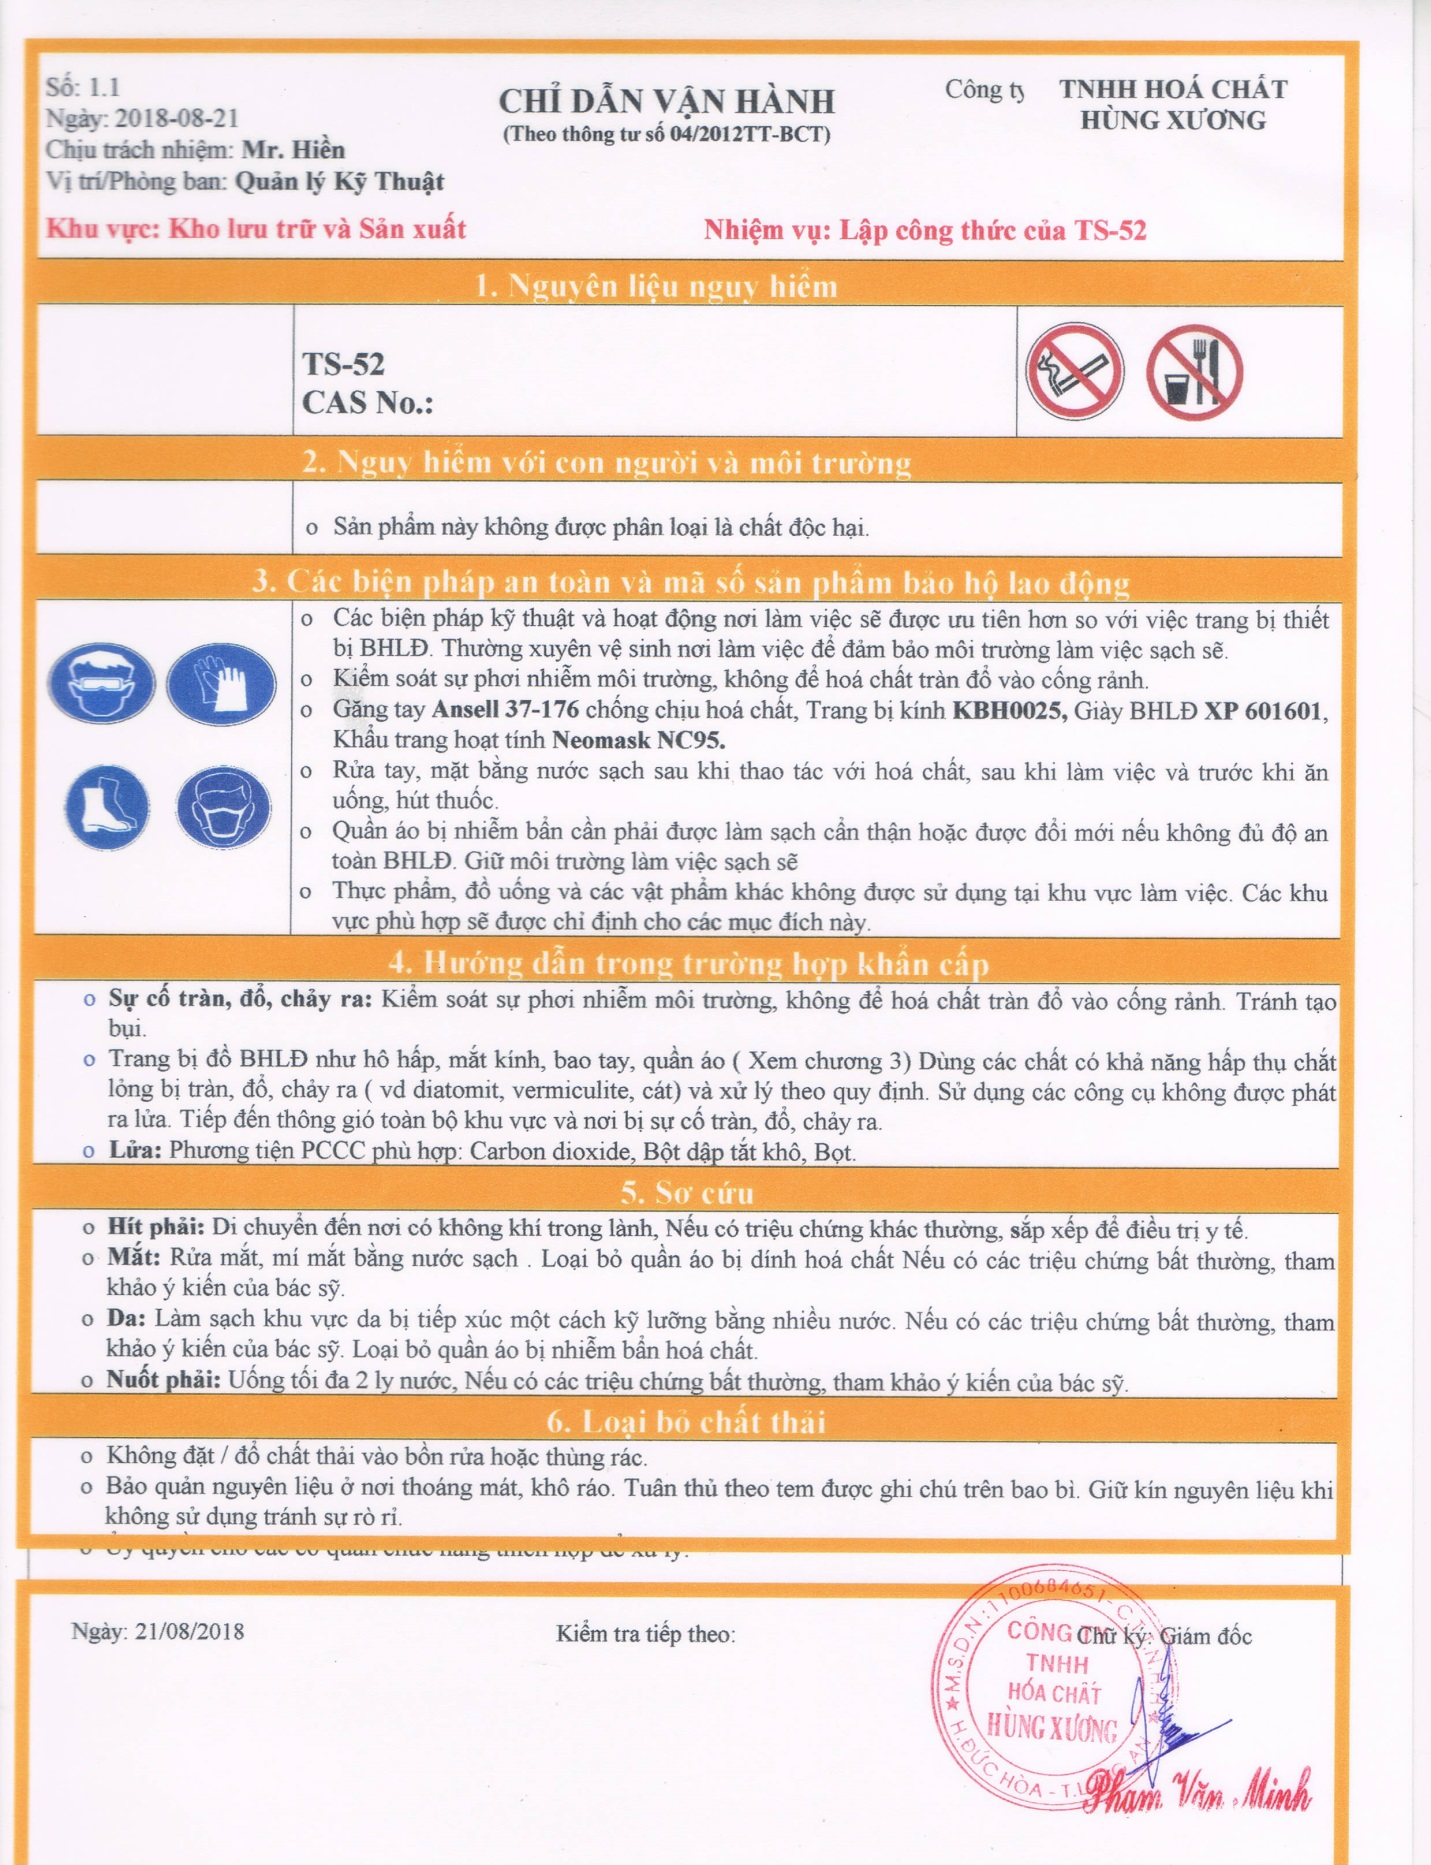 Số: 1.1
Ngày: 2018-08-21
Chịu trách nhiệm: Mr. Hiền
Vị trí/Phòng ban: Quản lý Kỹ Thuật
CHỈ DẪN VẬN HÀNH
(Theo thông tư số 04/2012TT-BCT)
Công ty TNHH HOÁ CHẤT
HÙNG XƯƠNG
Khu vực: Kho lưu trữ và Sản xuất
Nhiệm vụ: Lập công thức của TS-52
1. Nguyên liệu nguy hiểm
TS-52
CAS No.:
2. Nguy hiểm với con người và môi trường
o Sản phẩm này không được phân loại là chất độc hại.
3. Các biện pháp an toàn và mã số sản phẩm bảo hộ lao động
o Các biện pháp kỹ thuật và hoạt động nơi làm việc sẽ được ưu tiên hơn so với việc trang bị thiết
bị BHLĐ. Thường xuyên vệ sinh nơi làm việc để đảm bảo môi trường làm việc sạch sẽ.
o Kiểm soát sự phơi nhiễm môi trường, không để hoá chất tràn đổ vào cống rảnh.
o Găng tay Ansell 37-176 chống chịu hoá chất, Trang bị kính KBH0025, Giày BHLĐ XP 601601,
Khẩu trang hoạt tính Neomask NC95.
o Rửa tay, mặt bằng nước sạch sau khi thao tác với hoá chất, sau khi làm việc và trước khi ăn
uống, hút thuốc.
o Quần áo bị nhiễm bẩn cần phải được làm sạch cẩn thận hoặc được đổi mới nếu không đủ độ an
toàn BHLĐ. Giữ môi trường làm việc sạch sẽ
o Thực phẩm, đồ uống và các vật phẩm khác không được sử dụng tại khu vực làm việc. Các khu
vực phù hợp sẽ được chỉ định cho các mục đích này.
4. Hướng dẫn trong trường hợp khẩn cấp
o Sự cố tràn, đổ, chảy ra: Kiểm soát sự phơi nhiễm môi trường, không để hoá chất tràn đổ vào cống rảnh. Tránh tạo
bụi.
o Trang bị đồ BHLĐ như hô hấp, mắt kính, bao tay, quần áo ( Xem chương 3) Dùng các chất có khả năng hấp thụ chất
lỏng bị tràn, đổ, chảy ra ( vd diatomit, vermiculite, cát) và xử lý theo quy định. Sử dụng các công cụ không được phát
ra lửa. Tiếp đến thông gió toàn bộ khu vực và nơi bị sự cố tràn, đổ, chảy ra.
o Lửa: Phương tiện PCCC phù hợp: Carbon dioxide, Bột dập tắt khô, Bọt.
5. Sơ cứu
o Hít phải: Di chuyển đến nơi có không khí trong lành, Nếu có triệu chứng khác thường, sắp xếp để điều trị y tế.
o Mắt: Rửa mắt, mí mắt bằng nước sạch . Loại bỏ quần áo bị dính hoá chất Nếu có các triệu chứng bất thường, tham
khảo ý kiến của bác sỹ.
o Da: Làm sạch khu vực da bị tiếp xúc một cách kỹ lưỡng bằng nhiều nước. Nếu có các triệu chứng bất thường, tham
khảo ý kiến của bác sỹ. Loại bỏ quần áo bị nhiễm bẩn hoá chất.
o Nuốt phải: Uống tối đa 2 ly nước, Nếu có các triệu chứng bất thường, tham khảo ý kiến của bác sỹ.
6. Loại bỏ chất thải
o Không đặt / đổ chất thải vào bồn rửa hoặc thùng rác.
o Bảo quản nguyên liệu ở nơi thoáng mát, khô ráo. Tuân thủ theo tem được ghi chú trên bao bì. Giữ kín nguyên liệu khi
không sử dụng tránh sự rò rỉ.
o Ủy quyền cho các cơ quan chức năng thích hợp để xử lý.
Ngày: 21/08/2018
Kiểm tra tiếp theo:
Chữ ký: Giám đốc
M.S.D.N:1100684651-C.T.T.N.H.H
CÔNG TY
TNHH
HÓA CHẤT
HÙNG XƯƠNG
H.ĐỨC HÒA - T.LONG AN
Phạm Văn Minh